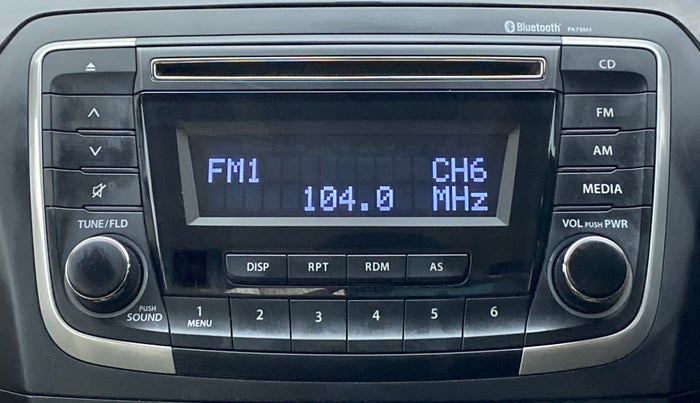 Bluetooth PA79M1
CD
FM
AM
MEDIA
FM1 CH6
104.0 MHz
TUNE/FLD
VOL PUSH PWR
DISP RPT RDM AS
PUSH
SOUND
1 2 3 4 5 6
MENU